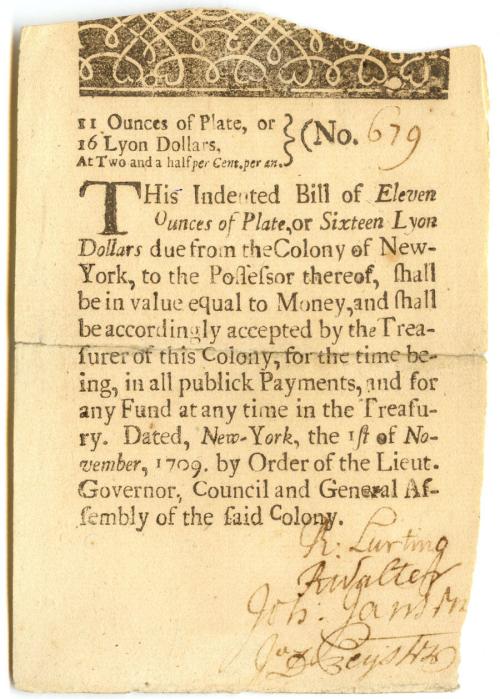 11 Ounces of Plate, or
16 Lyon Dollars,
At Two and a half per Cent. per an.
(No. 679
THis Indented Bill of Eleven
Ounces of Plate, or Sixteen Lyon
Dollars due from the Colony of New-
York, to the Poſſeſſor thereof, ſhall
be in value equal to Money, and ſhall
be accordingly accepted by the Trea-
ſurer of this Colony, for the time be-
ing, in all publick Payments, and for
any Fund at any time in the Treaſu-
ry. Dated, New-York, the 1ſt of No-
vember, 1709. by Order of the Lieut.
Governor, Council and General Aſ-
ſembly of the ſaid Colony.
R: Lurting
RWalter
Joh: Jansen
Jas D Peyster